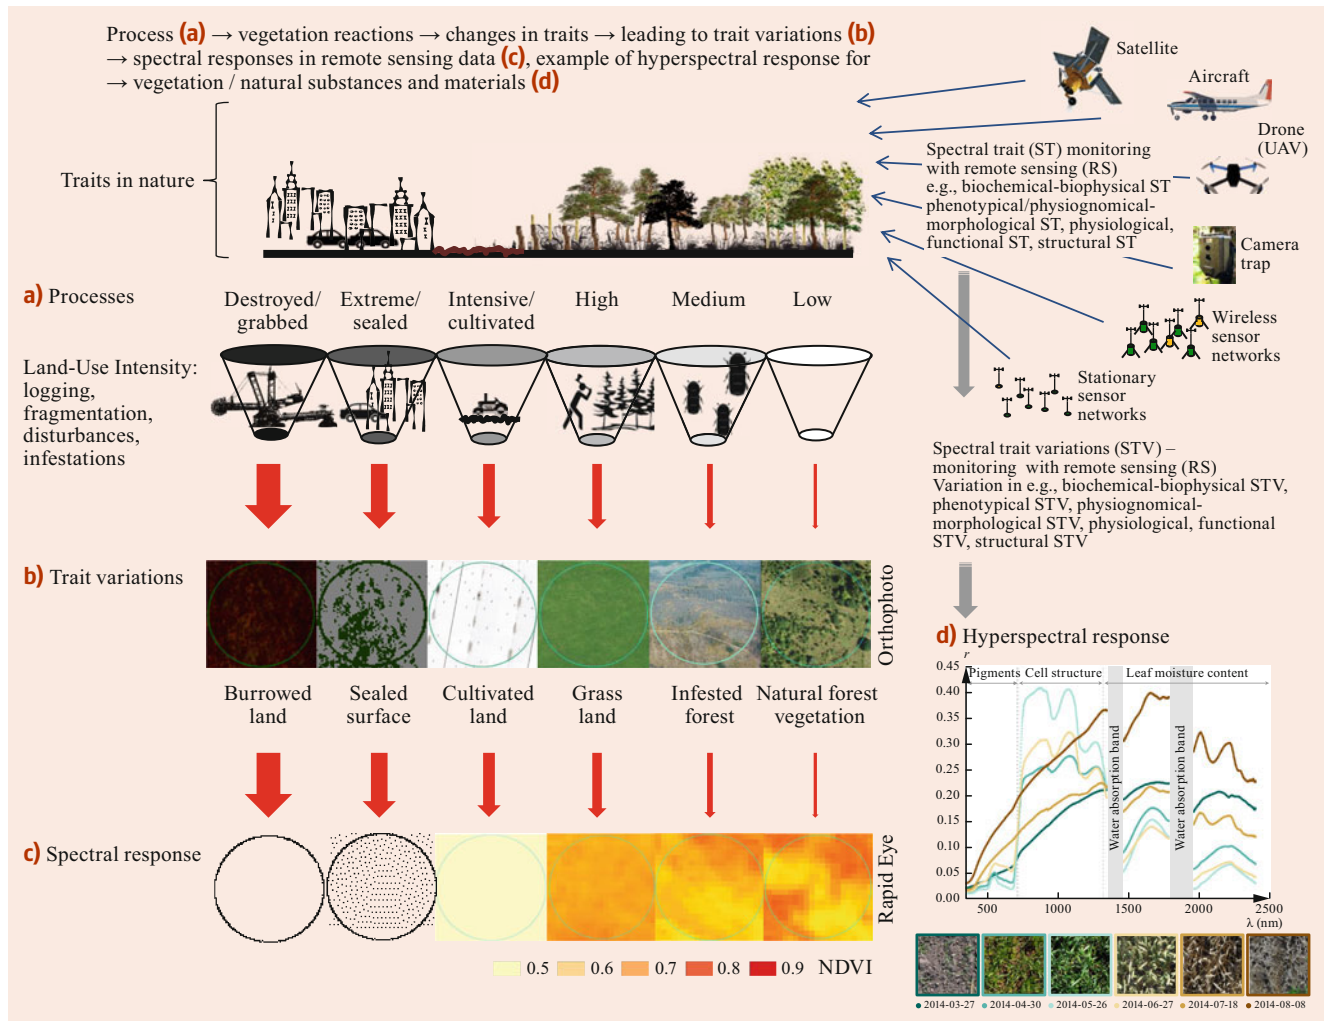 Process (a) → vegetation reactions → changes in traits → leading to trait variations (b)
→ spectral responses in remote sensing data (c), example of hyperspectral response for
→ vegetation / natural substances and materials (d)
Satellite
Aircraft
Drone
(UAV)
Traits in nature
Spectral trait (ST) monitoring
with remote sensing (RS)
e.g., biochemical-biophysical ST
phenotypical/physiognomical-
morphological ST, physiological,
functional ST, structural ST
Camera
trap
Wireless
sensor
networks
Stationary
sensor
networks
a) Processes
Destroyed/
grabbed
Extreme/
sealed
Intensive/
cultivated
High
Medium
Low
Land-Use Intensity:
logging,
fragmentation,
disturbances,
infestations
Spectral trait variations (STV) –
monitoring with remote sensing (RS)
Variation in e.g., biochemical-biophysical STV,
phenotypical STV, physiognomical-
morphological STV, physiological, functional
STV, structural STV
b) Trait variations
Orthophoto
Burrowed
land
Sealed
surface
Cultivated
land
Grass
land
Infested
forest
Natural forest
vegetation
c) Spectral response
Rapid Eye
0.5 0.6 0.7 0.8 0.9 NDVI
d) Hyperspectral response
r
Pigments Cell structure Leaf moisture content
0.45
0.40
0.35
0.30
0.25
0.20
0.15
0.10
0.05
0.00
Water absorption band
Water absorption band
500 1000 1500 2000 2500
λ (nm)
2014-03-27 2014-04-30 2014-05-26 2014-06-27 2014-07-18 2014-08-08